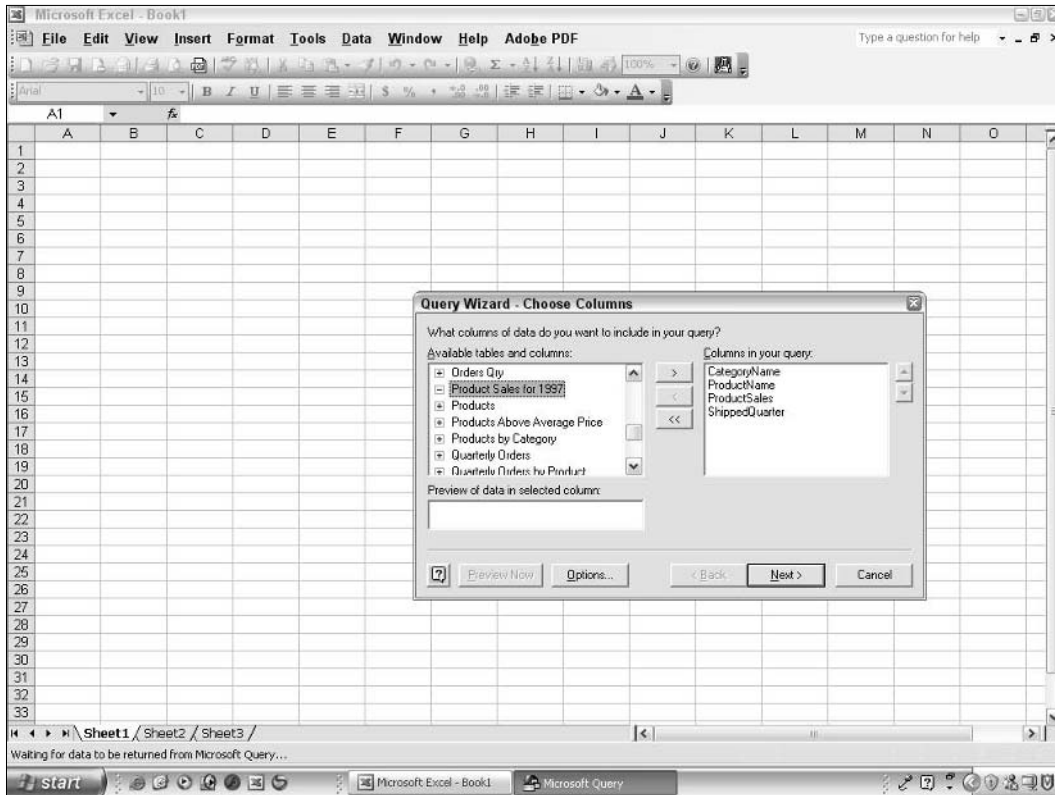 Microsoft Excel - Book1
File Edit View Insert Format Tools Data Window Help Adobe PDF
Type a question for help
100%
Arial 10 B I U $ % , A
A1 fx
A B C D E F G H I J K L M N O
1
2
3
4
5
6
7
8
9
10
11
12
13
14
15
16
17
18
19
20
21
22
23
24
25
26
27
28
29
30
31
32
33
Query Wizard - Choose Columns
What columns of data do you want to include in your query?
Available tables and columns:
Orders Qry
Product Sales for 1997
Products
Products Above Average Price
Products by Category
Quarterly Orders
Quarterly Orders by Product
>
<
<<
Columns in your query:
CategoryName
ProductName
ProductSales
ShippedQuarter
Preview of data in selected column:
Preview Now Options... < Back Next > Cancel
Sheet1 / Sheet2 / Sheet3 /
Waiting for data to be returned from Microsoft Query...
start Microsoft Excel - Book1 Microsoft Query